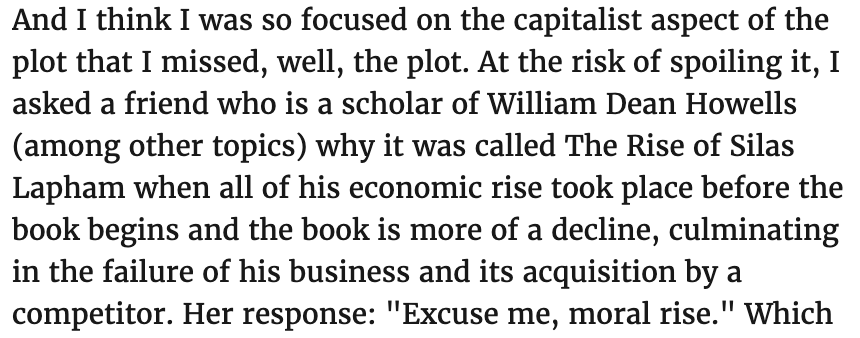 And I think I was so focused on the capitalist aspect of the
plot that I missed, well, the plot. At the risk of spoiling it, I
asked a friend who is a scholar of William Dean Howells
(among other topics) why it was called The Rise of Silas
Lapham when all of his economic rise took place before the
book begins and the book is more of a decline, culminating
in the failure of his business and its acquisition by a
competitor. Her response: "Excuse me, moral rise." Which